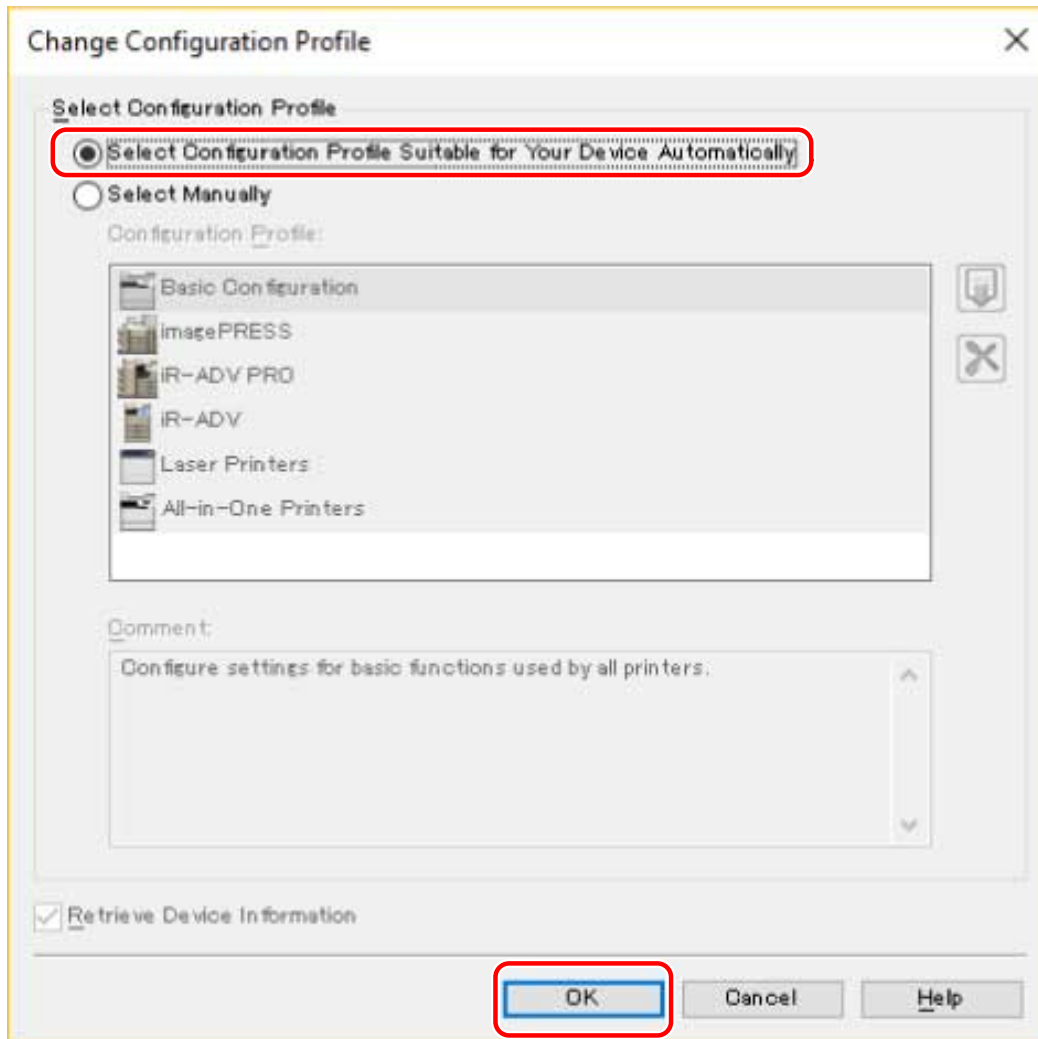 Change Configuration Profile
Select Configuration Profile
Select Configuration Profile Suitable for Your Device Automatically
Select Manually
Configuration Profile:
Basic Configuration
imagePRESS
iR-ADV PRO
iR-ADV
Laser Printers
All-in-One Printers
Comment:
Configure settings for basic functions used by all printers.
Retrieve Device Information
OK Cancel Help